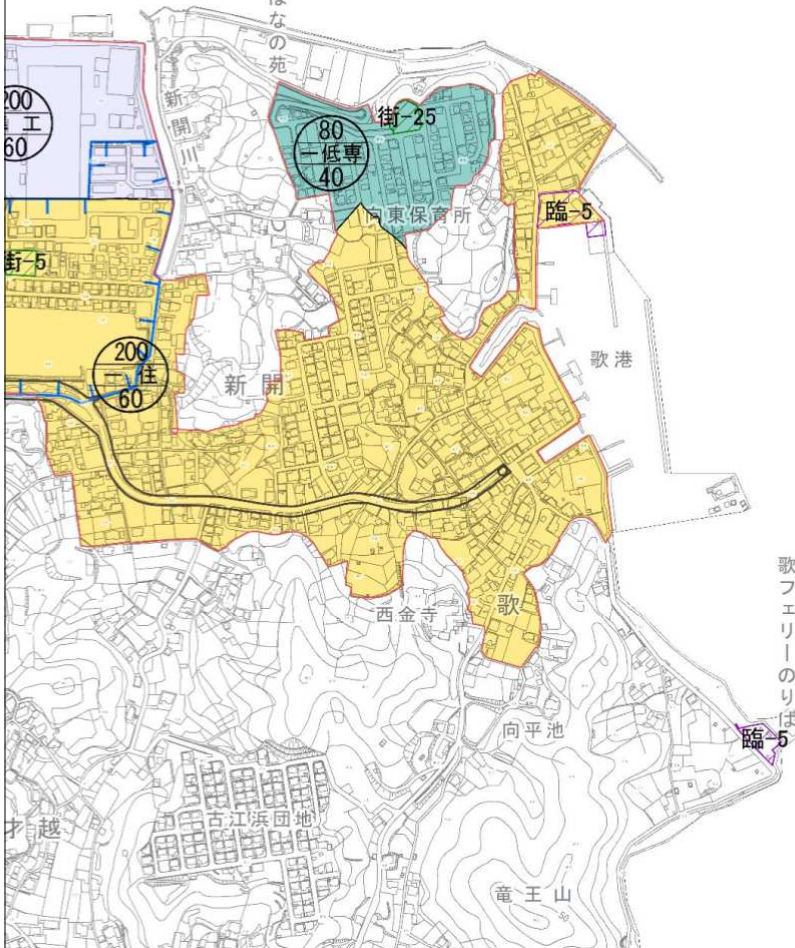 はなの苑
新開川
200
工
60
80
一低専
40
街-25
向東保育所
臨-5
街-5
歌港
200
一住
60
新開
歌
西金寺
歌フェリーのりば
向平池
臨-5
古江浜団地
才越
竜王山
50